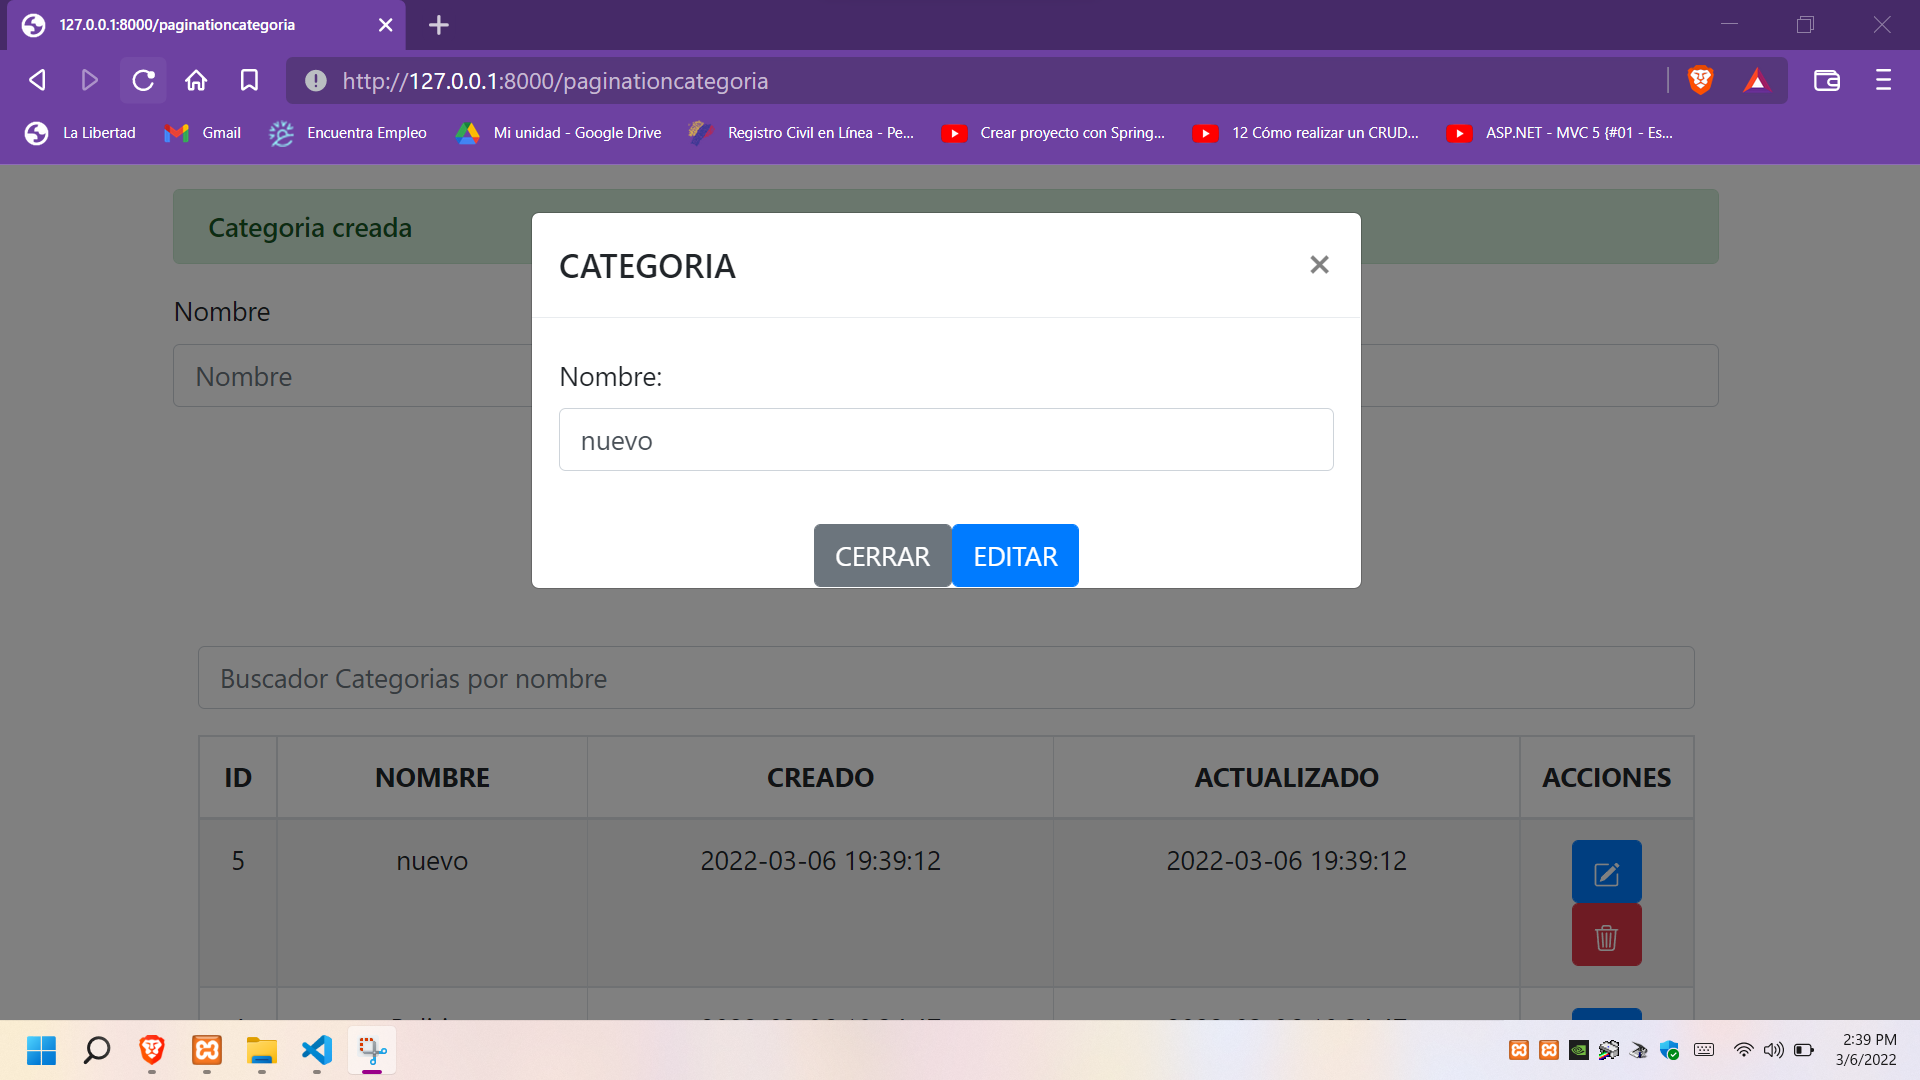 127.0.0.1:8000/paginationcategoria
http://127.0.0.1:8000/paginationcategoria
La Libertad
Gmail
Encuentra Empleo
Mi unidad - Google Drive
Registro Civil en Línea - Pe...
Crear proyecto con Spring...
12 Cómo realizar un CRUD...
ASP.NET - MVC 5 {#01 - Es...
Categoria creada
CATEGORIA
Nombre
Nombre
Nombre:
nuevo
CERRAR
EDITAR
Buscador Categorias por nombre
ID NOMBRE CREADO ACTUALIZADO ACCIONES
5 nuevo 2022-03-06 19:39:12 2022-03-06 19:39:12
2:39 PM
3/6/2022